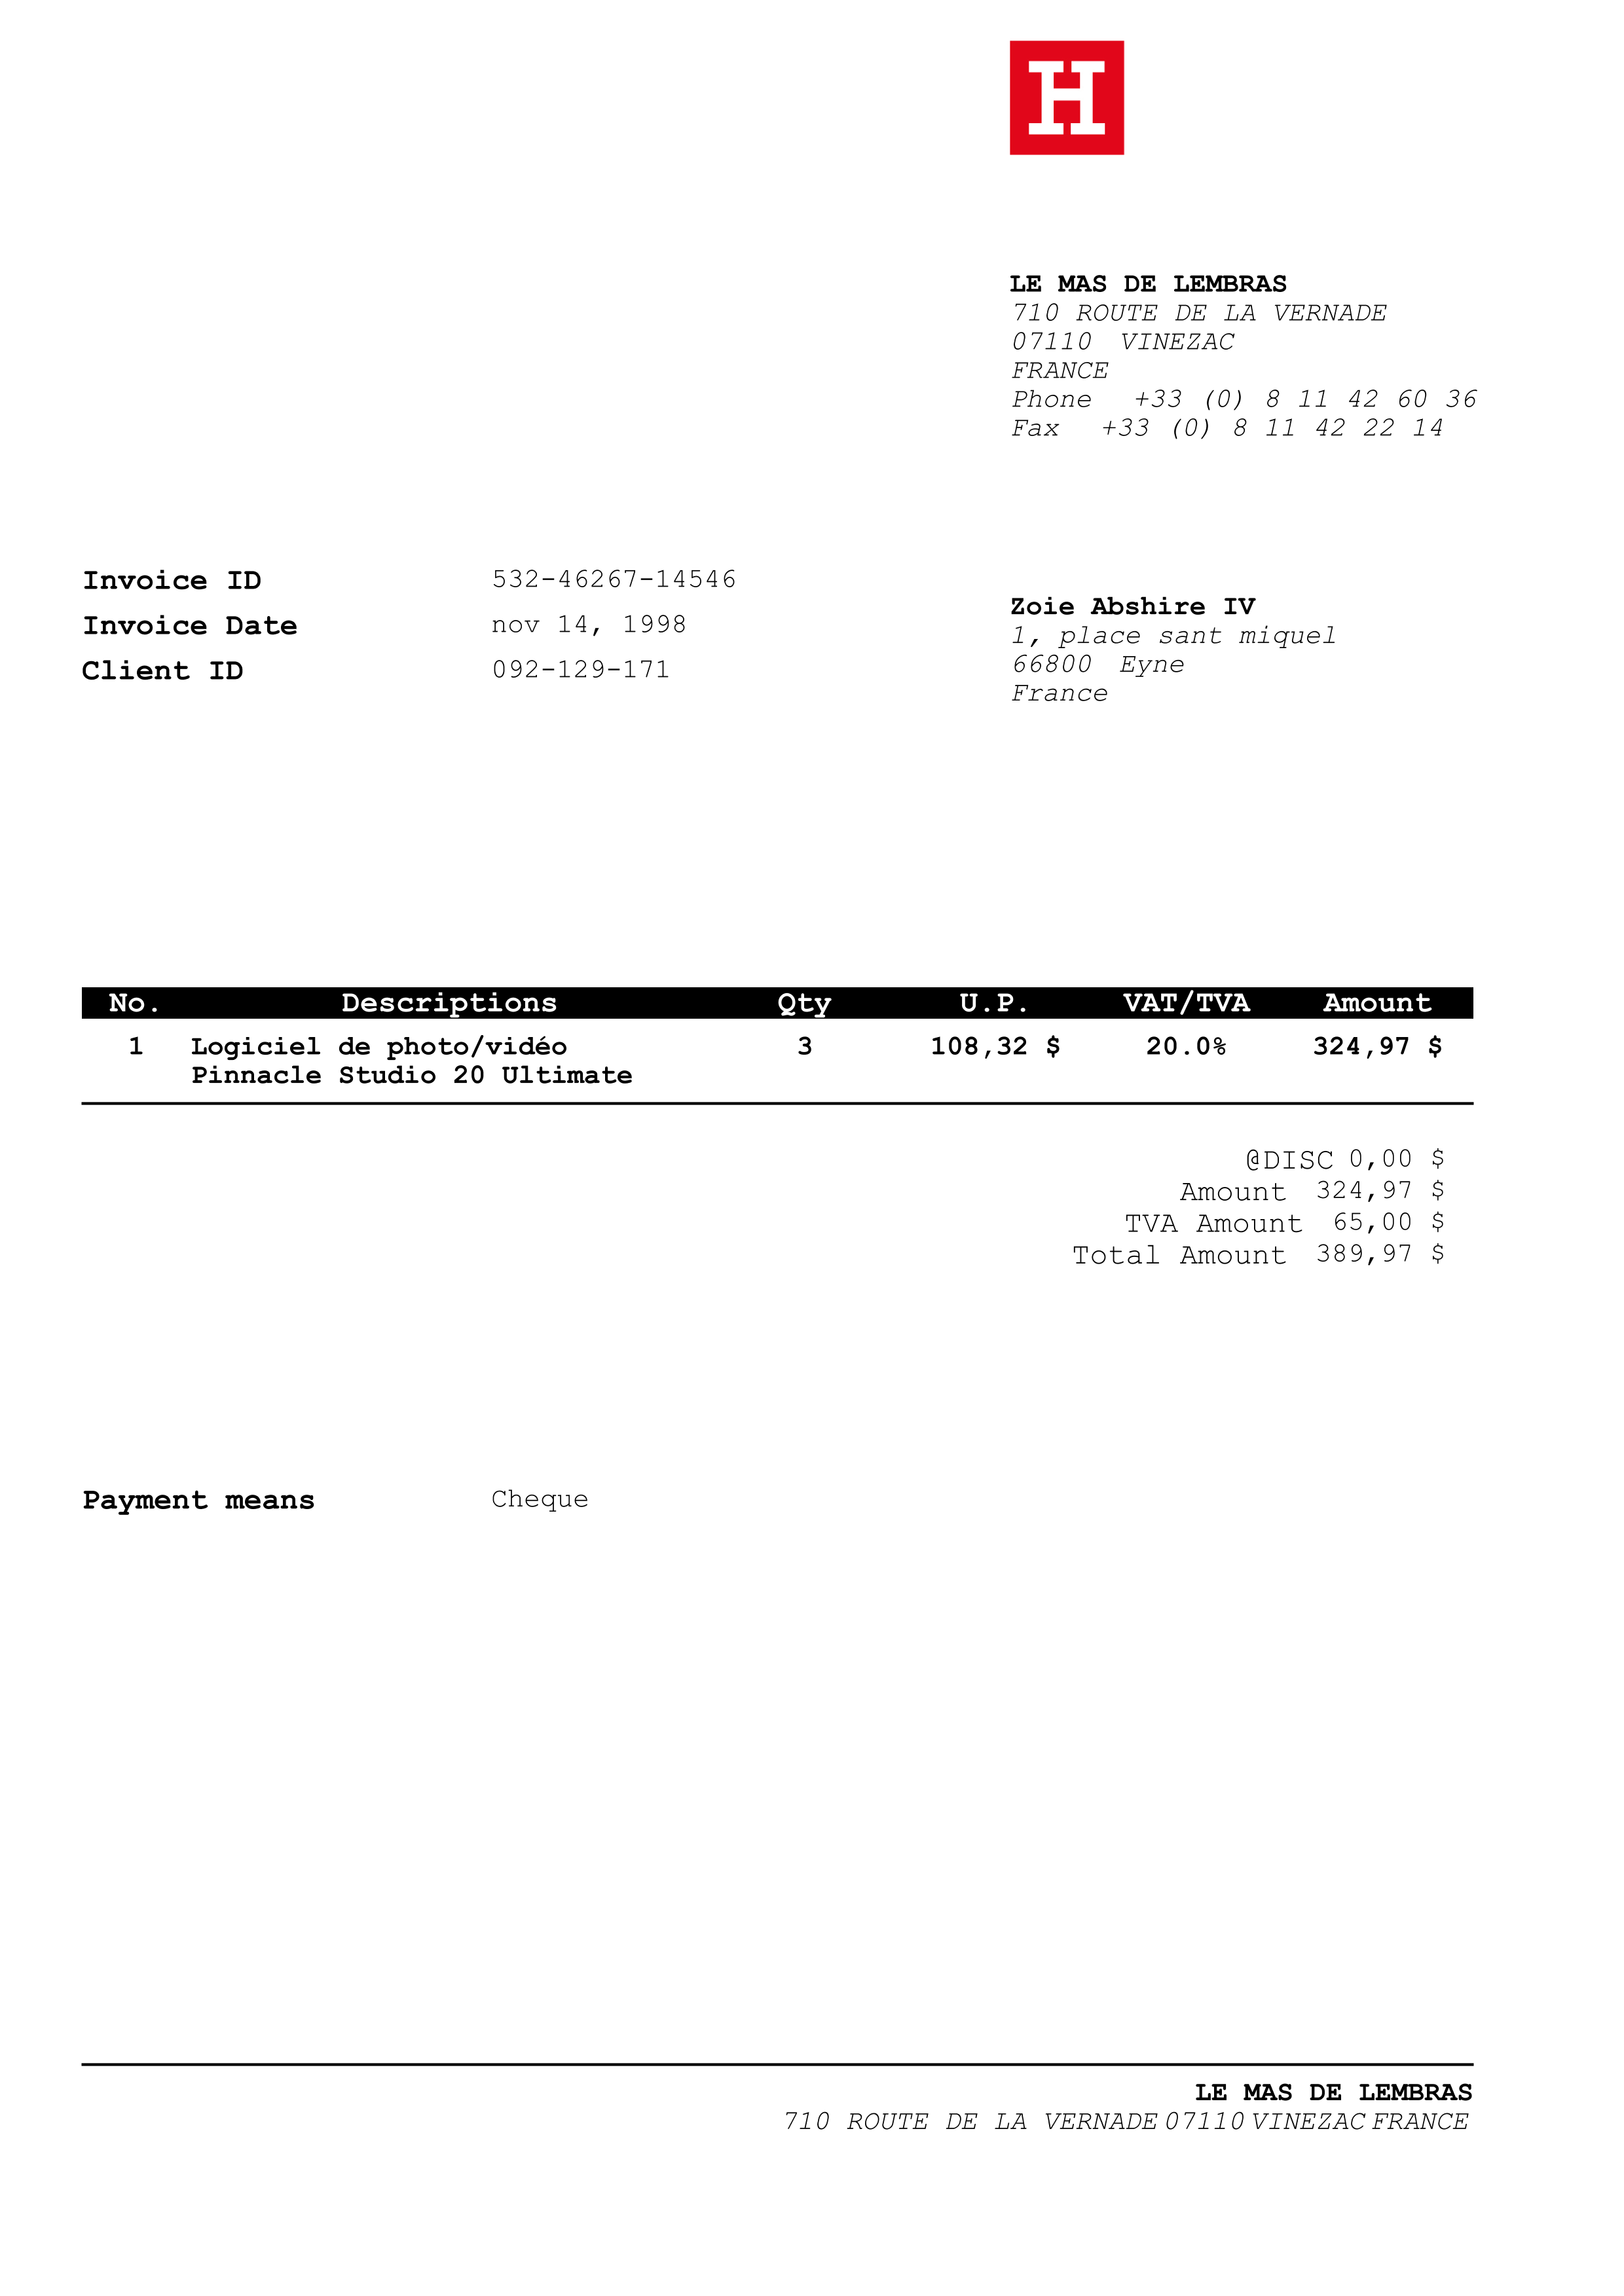 H
LE MAS DE LEMBRAS
710 ROUTE DE LA VERNADE
07110 VINEZAC
FRANCE
Phone +33 (0) 8 11 42 60 36
Fax +33 (0) 8 11 42 22 14
Invoice ID 532-46267-14546
Invoice Date nov 14, 1998
Client ID 092-129-171
Zoie Abshire IV
1, place sant miquel
66800 Eyne
France
No. Descriptions Qty U.P. VAT/TVA Amount
1 Logiciel de photo/vidéo 3 108,32 $ 20.0% 324,97 $
Pinnacle Studio 20 Ultimate
@DISC 0,00 $
Amount 324,97 $
TVA Amount 65,00 $
Total Amount 389,97 $
Payment means Cheque
LE MAS DE LEMBRAS
710 ROUTE DE LA VERNADE 07110 VINEZAC FRANCE